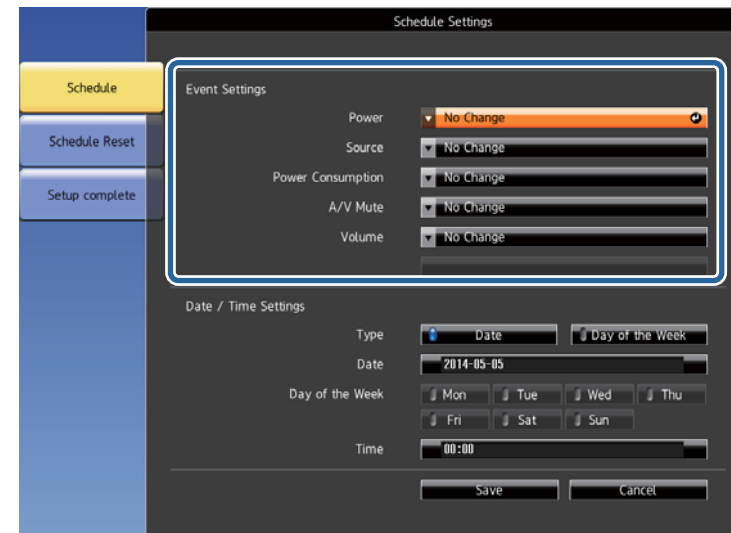 Schedule Settings
Schedule
Schedule Reset
Setup complete
Event Settings
Power No Change
Source No Change
Power Consumption No Change
A/V Mute No Change
Volume No Change
Date / Time Settings
Type Date Day of the Week
Date 2014-05-05
Day of the Week Mon Tue Wed Thu
Fri Sat Sun
Time 00:00
Save Cancel